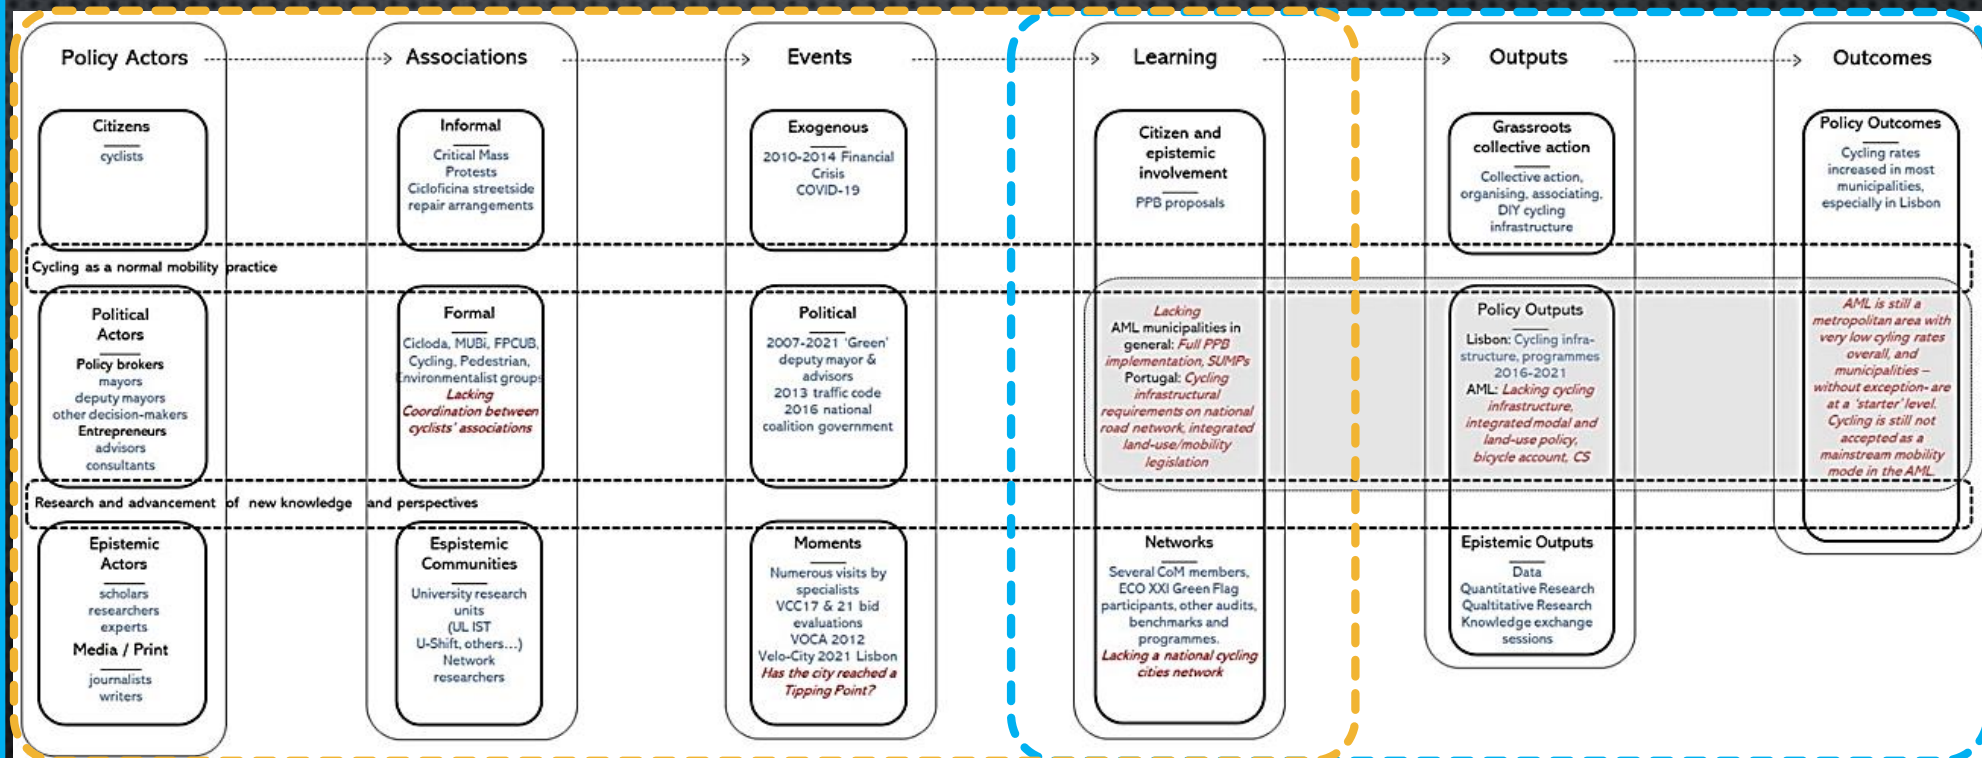 Policy Actors
Associations
Events
Learning
Outputs
Outcomes
Citizens
cyclists
Informal
Critical Mass
Protests
Cicloficina streetside
repair arrangements
Exogenous
2010-2014 Financial
Crisis
COVID-19
Citizen and
epistemic
involvement
PPB proposals
Grassroots
collective action
Collective action,
organising, associating,
DIY cycling
infrastructure
Policy Outcomes
Cycling rates
increased in most
municipalities,
especially in Lisbon
Cycling as a normal mobility practice
Political
Actors
Policy brokers
mayors
deputy mayors
other decision-makers
Entrepreneurs
advisors
consultants
Formal
Cicloda, MUBi, FPCUB,
Cycling, Pedestrian,
Environmentalist groups
Lacking
Coordination between
cyclists' associations
Political
2007-2021 'Green'
deputy mayor &
advisors
2013 traffic code
2016 national
coalition government
Lacking
AML municipalities in
general: Full PPB
implementation, SUMPs
Portugal: Cycling
infrastructural
requirements on national
road network, integrated
land-use/mobility
legislation
Policy Outputs
Lisbon: Cycling infra-
structure, programmes
2016-2021
AML: Lacking cycling
infrastructure,
integrated modal and
land-use policy,
bicycle account, CS
AML is still a
metropolitan area with
very low cyling rates
overall, and
municipalities –
without exception- are
at a 'starter' level.
Cycling is still not
accepted as a
mainstream mobility
mode in the AML.
Research and advancement of new knowledge and perspectives
Epistemic
Actors
scholars
researchers
experts
Media / Print
journalists
writers
Espistemic
Communities
University research
units
(UL IST
U-Shift, others...)
Network
researchers
Moments
Numerous visits by
specialists
VCC17 & 21 bid
evaluations
VOCA 2012
Velo-City 2021 Lisbon
Has the city reached a
Tipping Point?
Networks
Several CoM members,
ECO XXI Green Flag
participants, other audits,
benchmarks and
programmes.
Lacking a national cycling
cities network
Epistemic Outputs
Data
Quantitative Research
Qualtitative Research
Knowledge exchange
sessions